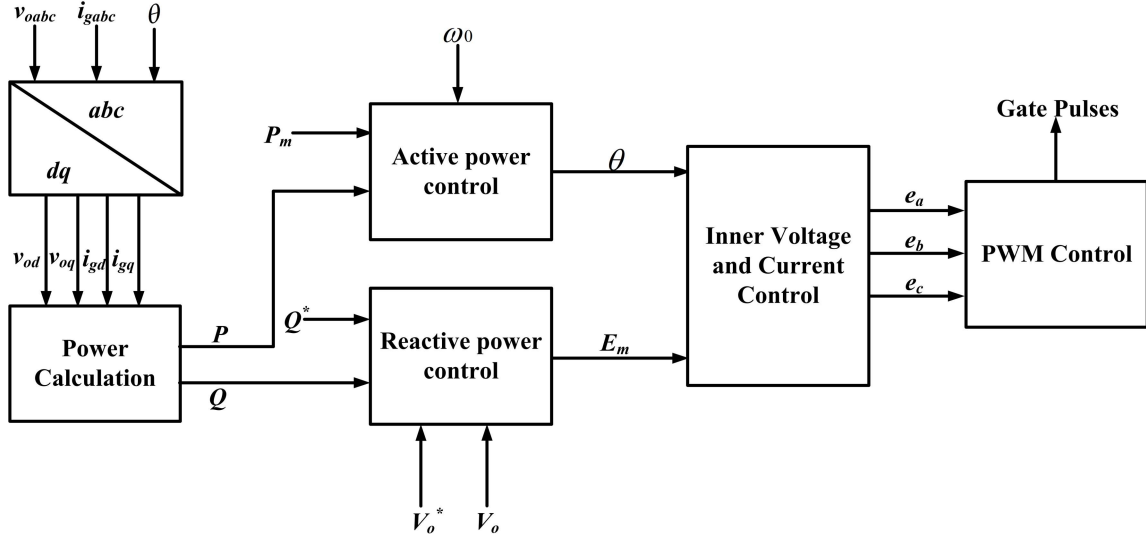 v_oabc i_gabc θ
abc
dq
v_od v_oq i_gd i_gq
Power
Calculation
P
Q
ω0
P_m
Active power
control
θ
Q*
Reactive power
control
E_m
V_o* V_o
Inner Voltage
and Current
Control
e_a
e_b
e_c
Gate Pulses
PWM Control